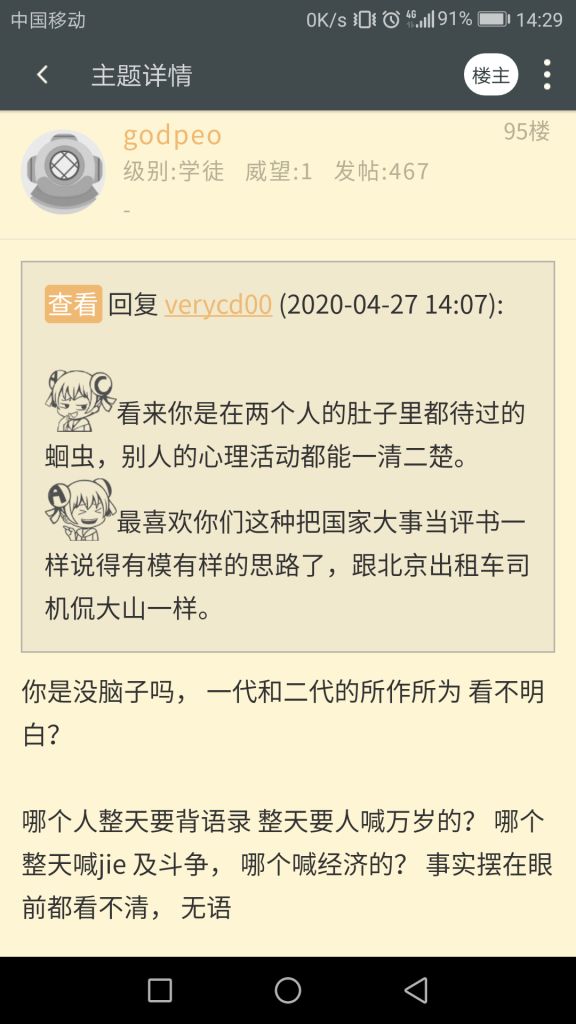 中国移动 0K/s 4G 91% 14:29
主题详情 楼主
godpeo 95楼
级别:学徒 威望:1 发帖:467
-
查看 回复 verycd00 (2020-04-27 14:07):
看来你是在两个人的肚子里都待过的
蛔虫，别人的心理活动都能一清二楚。
最喜欢你们这种把国家大事当评书一
样说得有模有样的思路了，跟北京出租车司
机侃大山一样。
你是没脑子吗， 一代和二代的所作所为 看不明
白？
哪个人整天要背语录 整天要人喊万岁的？ 哪个
整天喊jie 及斗争， 哪个喊经济的？ 事实摆在眼
前都看不清， 无语